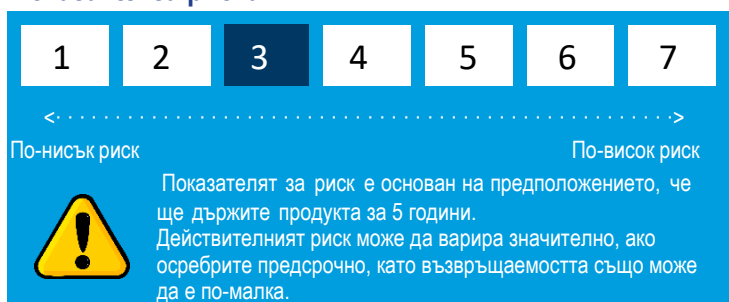 1 2 3 4 5 6 7
<· · · · · · · · · · · · · · · · · · · · · · · · · · · · · · · · · · · · · · · · · · · · · · · · · · · ·>
По-нисък риск По-висок риск
Показателят за риск е основан на предположението, че
ще държите продукта за 5 години.
Действителният риск може да варира значително, ако
осребрите предсрочно, като възвръщаемостта също може
да е по-малка.